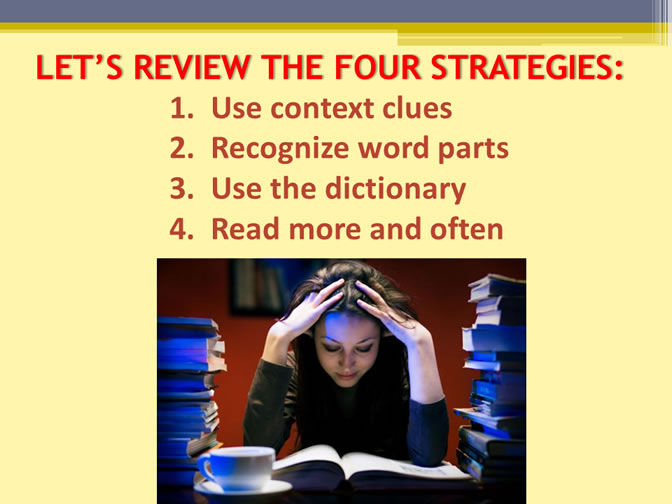 LET’S REVIEW THE FOUR STRATEGIES:
1. Use context clues
2. Recognize word parts
3. Use the dictionary
4. Read more and often